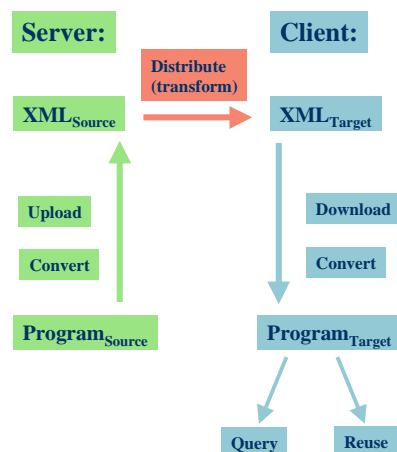 Server:
Client:
Distribute
(transform)
XMLSource
XMLTarget
Upload
Download
Convert
Convert
ProgramSource
ProgramTarget
Query
Reuse